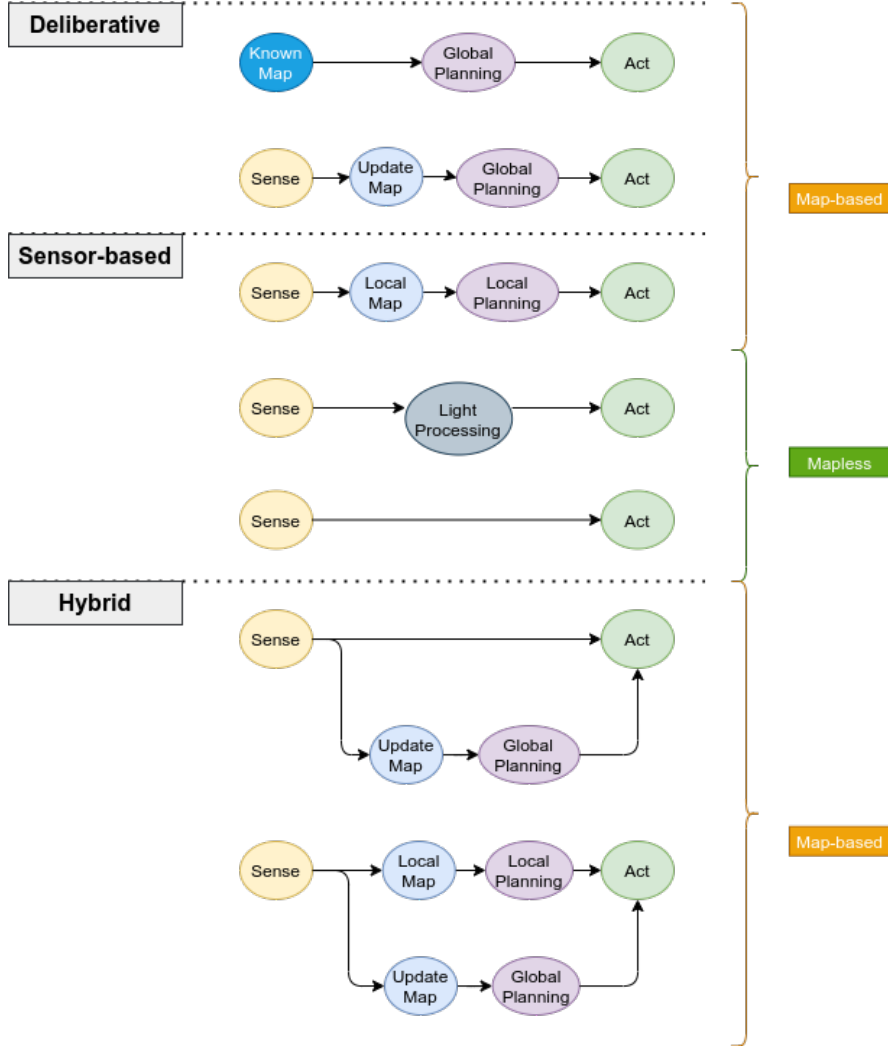 Deliberative
Known
Map
Global
Planning
Act
Sense
Update
Map
Global
Planning
Act
Map-based
Sensor-based
Sense
Local
Map
Local
Planning
Act
Sense
Light
Processing
Act
Mapless
Sense
Act
Hybrid
Sense
Act
Update
Map
Global
Planning
Map-based
Sense
Local
Map
Local
Planning
Act
Update
Map
Global
Planning